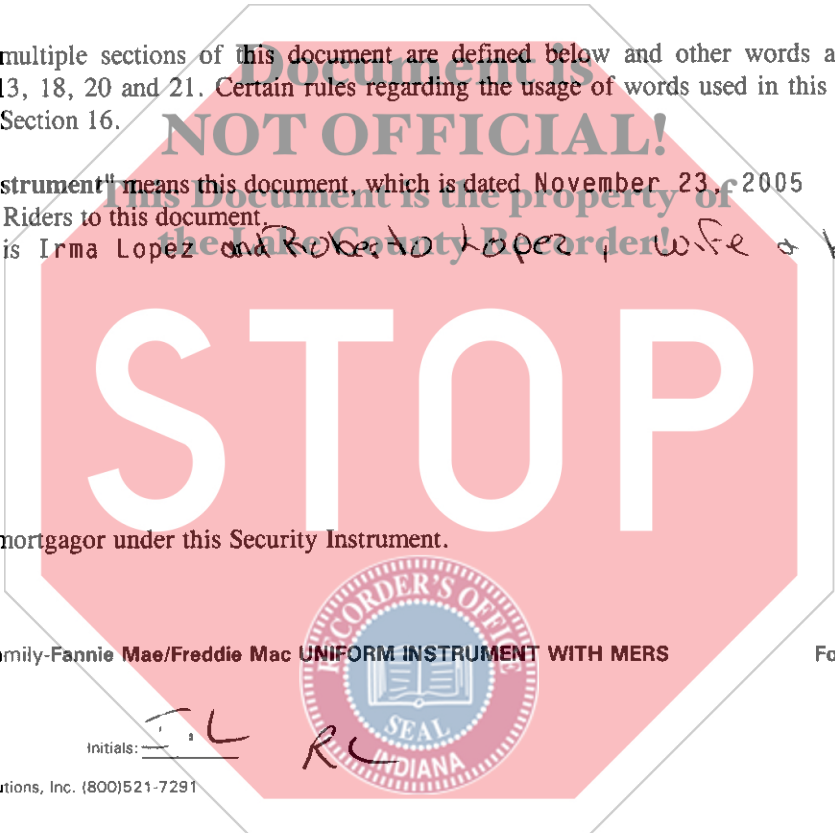 multiple sections of this document are defined below and other words a
Document is
13, 18, 20 and 21. Certain rules regarding the usage of words used in this
Section 16.
NOT OFFICIAL!
strument" means this document, which is dated November 23, 2005
This Document is the property of
Riders to this document.
the Lake County Recorder!
is Irma Lopez and Roberto Lopez, wife &
STOP
mortgagor under this Security Instrument.
RECORDER'S OFFICE
mily-Fannie Mae/Freddie Mac UNIFORM INSTRUMENT WITH MERS
Fo
SEAL
INDIANA
Initials: I.L RL
utions, Inc. (800)521-7291